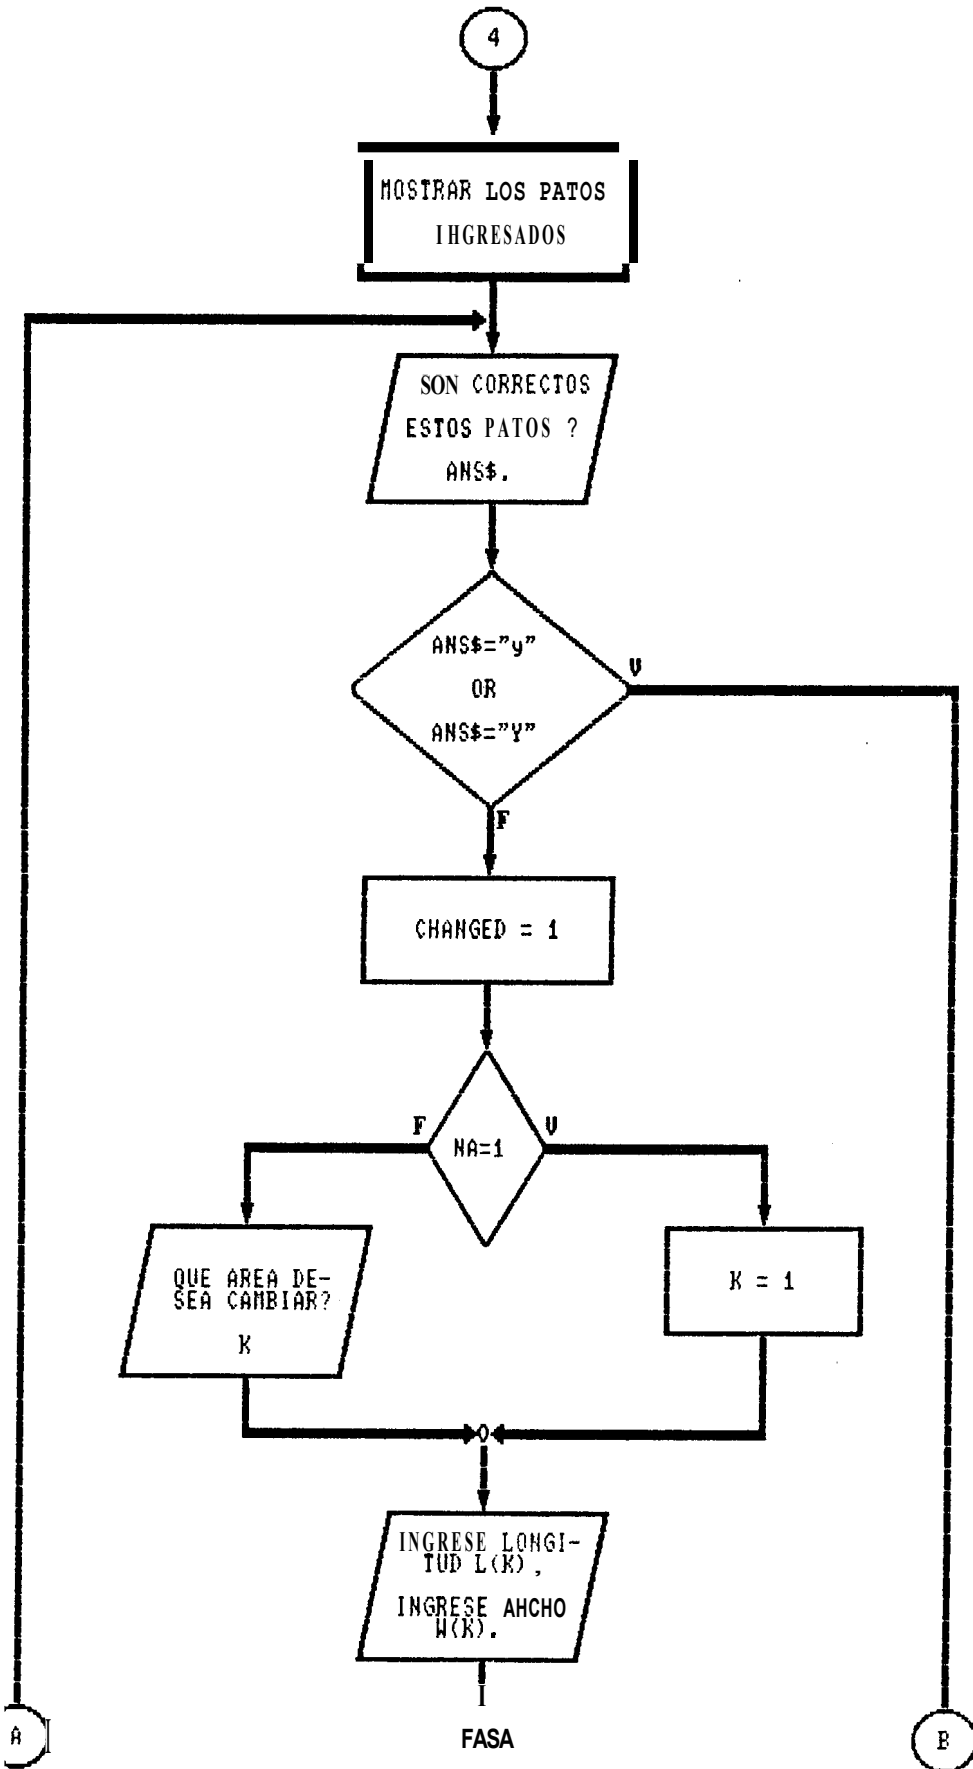 4
MOSTRAR LOS PATOS
IHGRESADOS
SON CORRECTOS
ESTOS PATOS ?
ANS$.
ANS$="y"
OR
ANS$="Y"
V
F
CHANGED = 1
F
NA=1
V
QUE AREA DE-
SEA CAMBIAR?
K
K = 1
INGRESE LONGI-
TUD L(K),
INGRESE AHCHO
W(K).
A
FASA
B